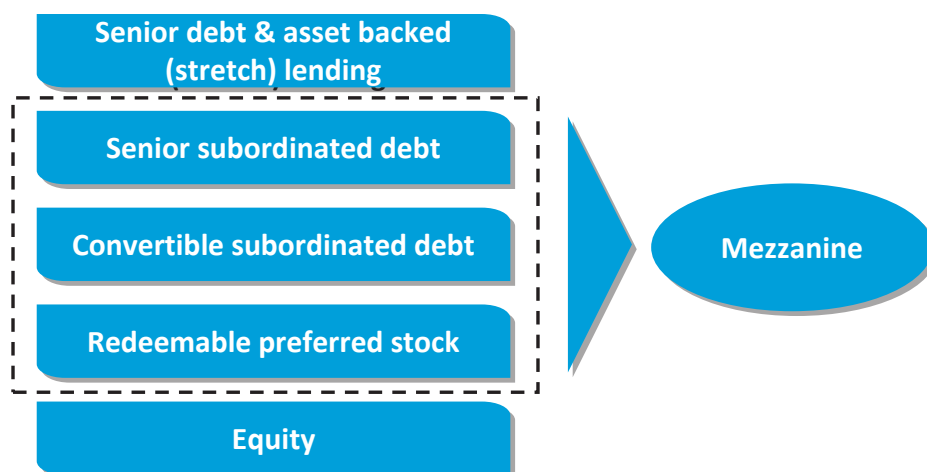 Senior debt & asset backed
(stretch) lending
Senior subordinated debt
Convertible subordinated debt
Mezzanine
Redeemable preferred stock
Equity